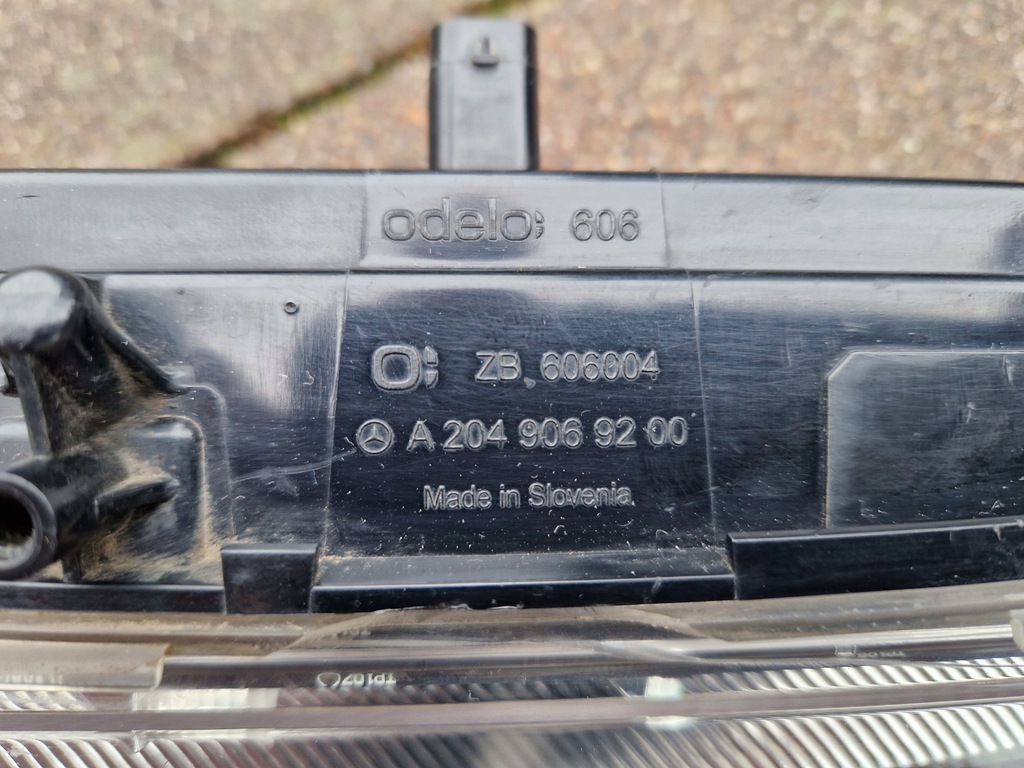 odelo 606
ZB 606004
A 204 906 92 00
Made in Slovenia